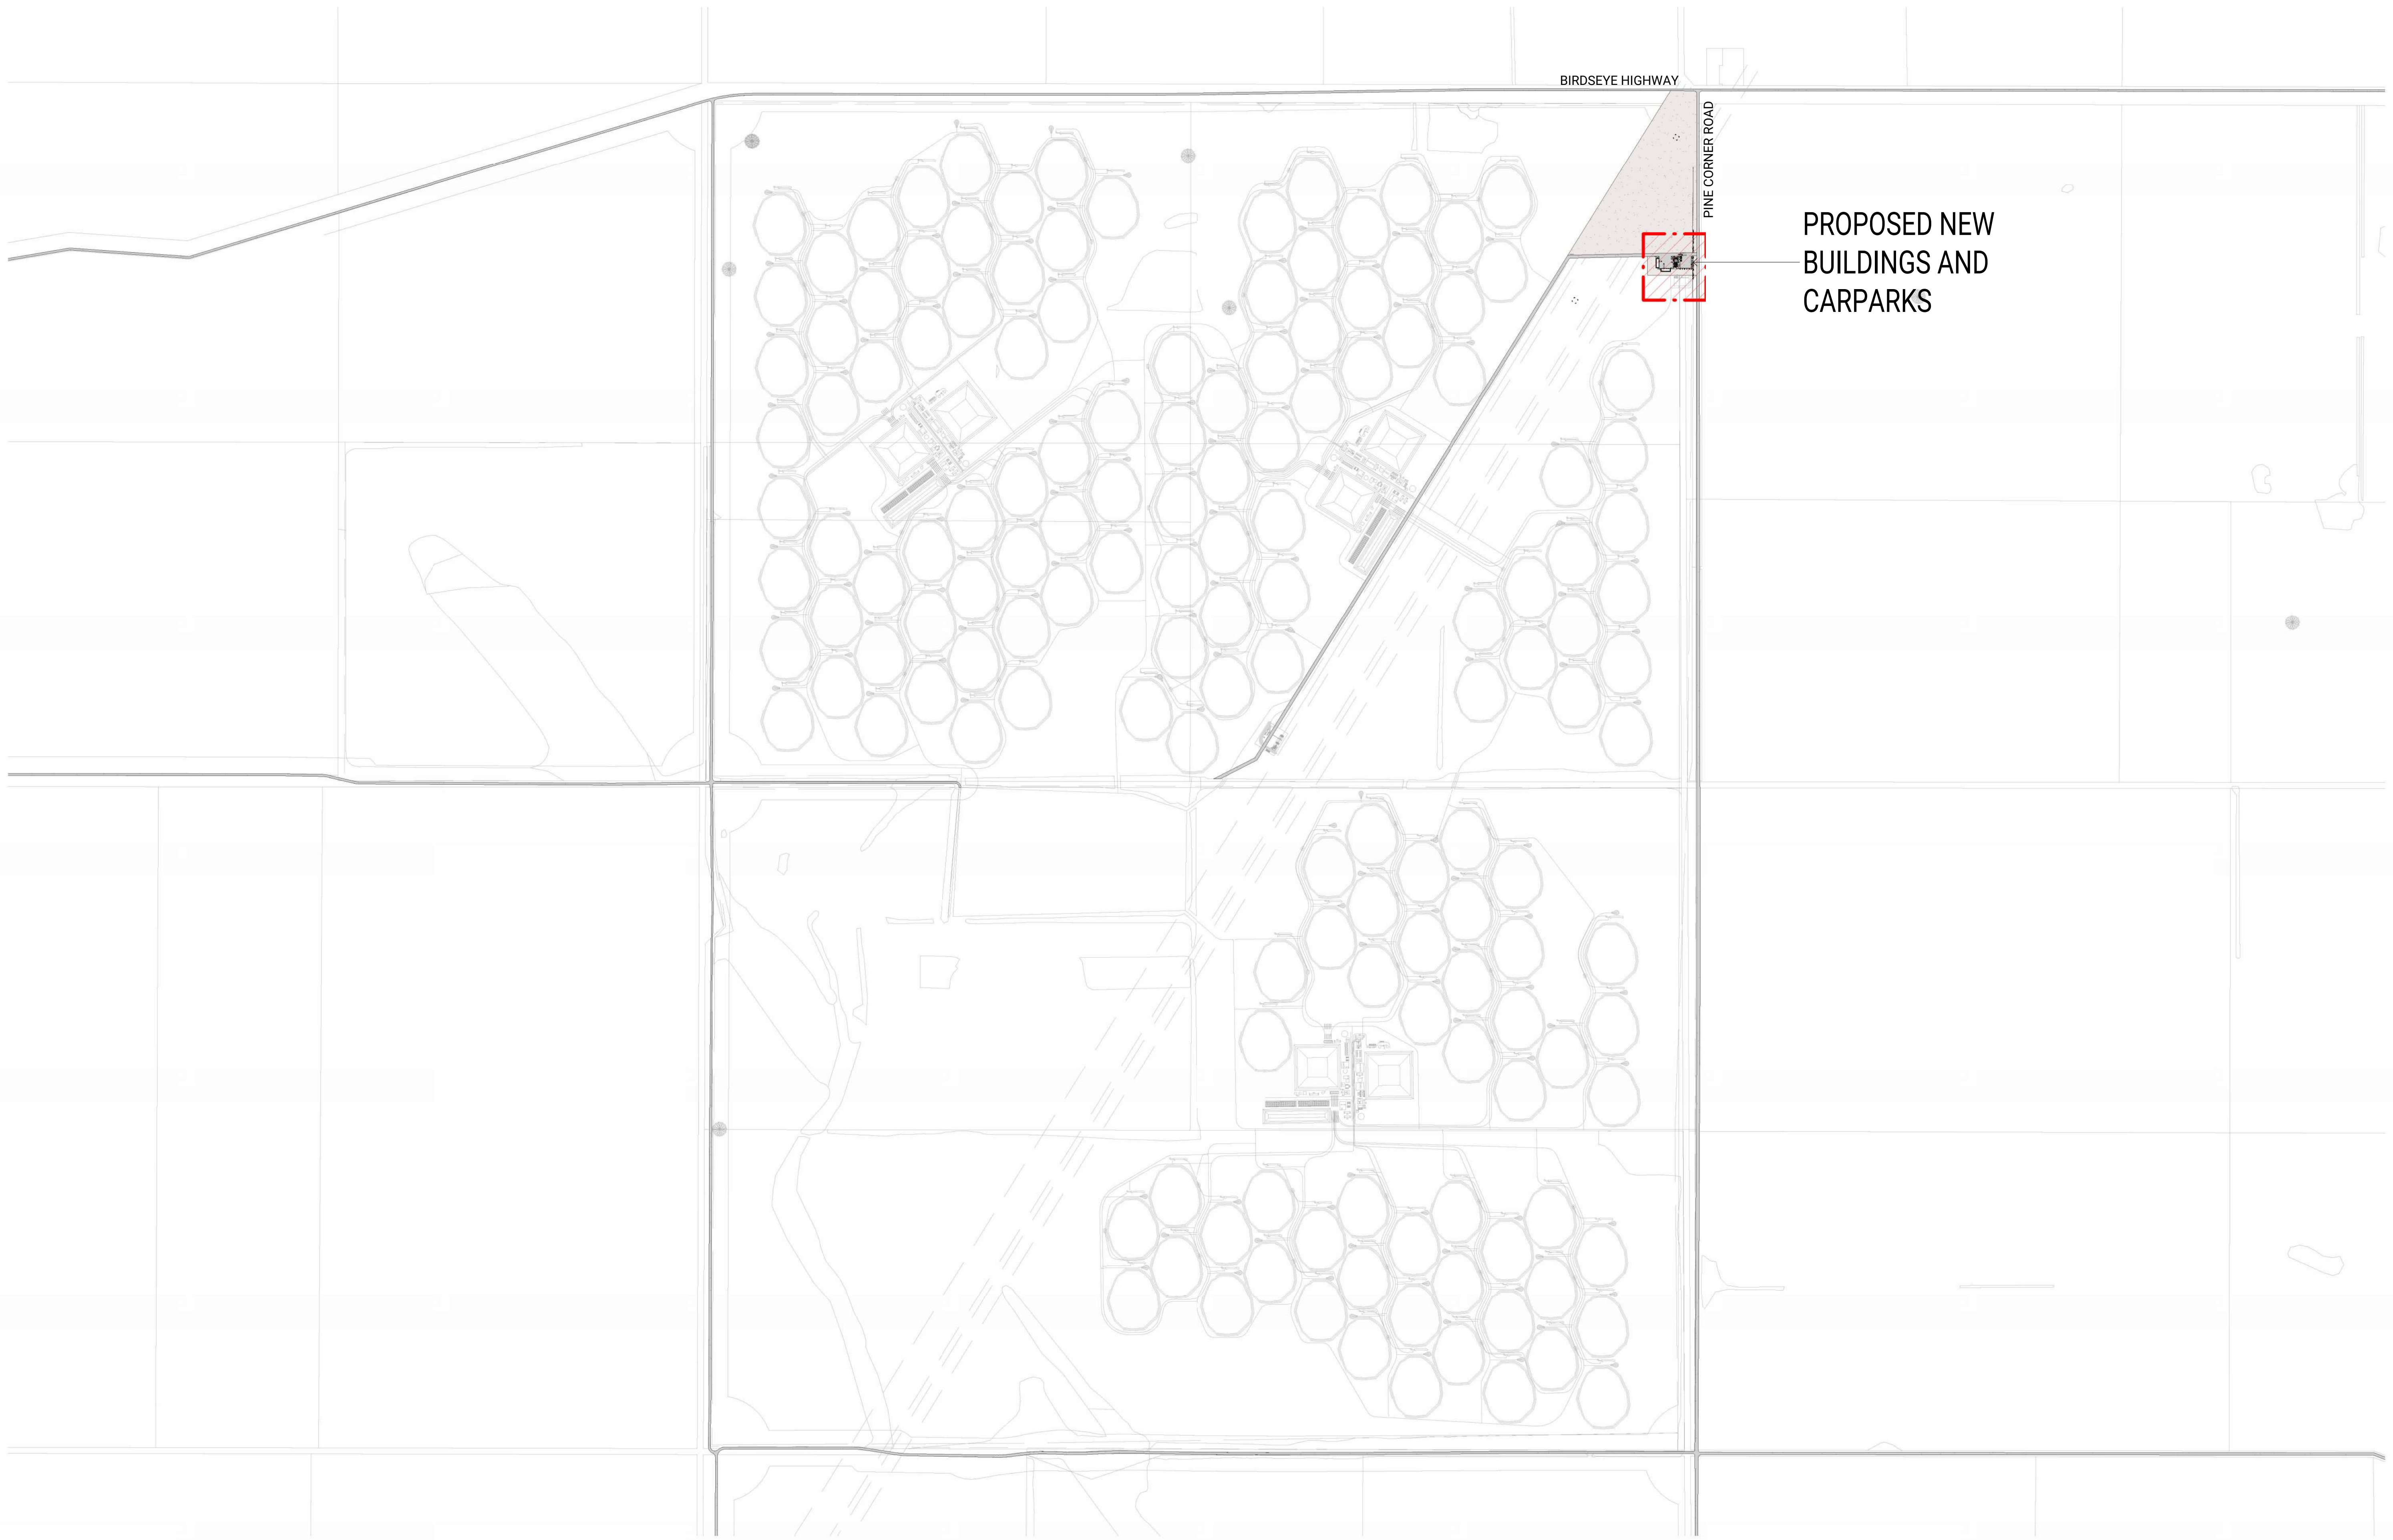 BIRDSEYE HIGHWAY
PINE CORNER ROAD
PROPOSED NEW
BUILDINGS AND
CARPARKS